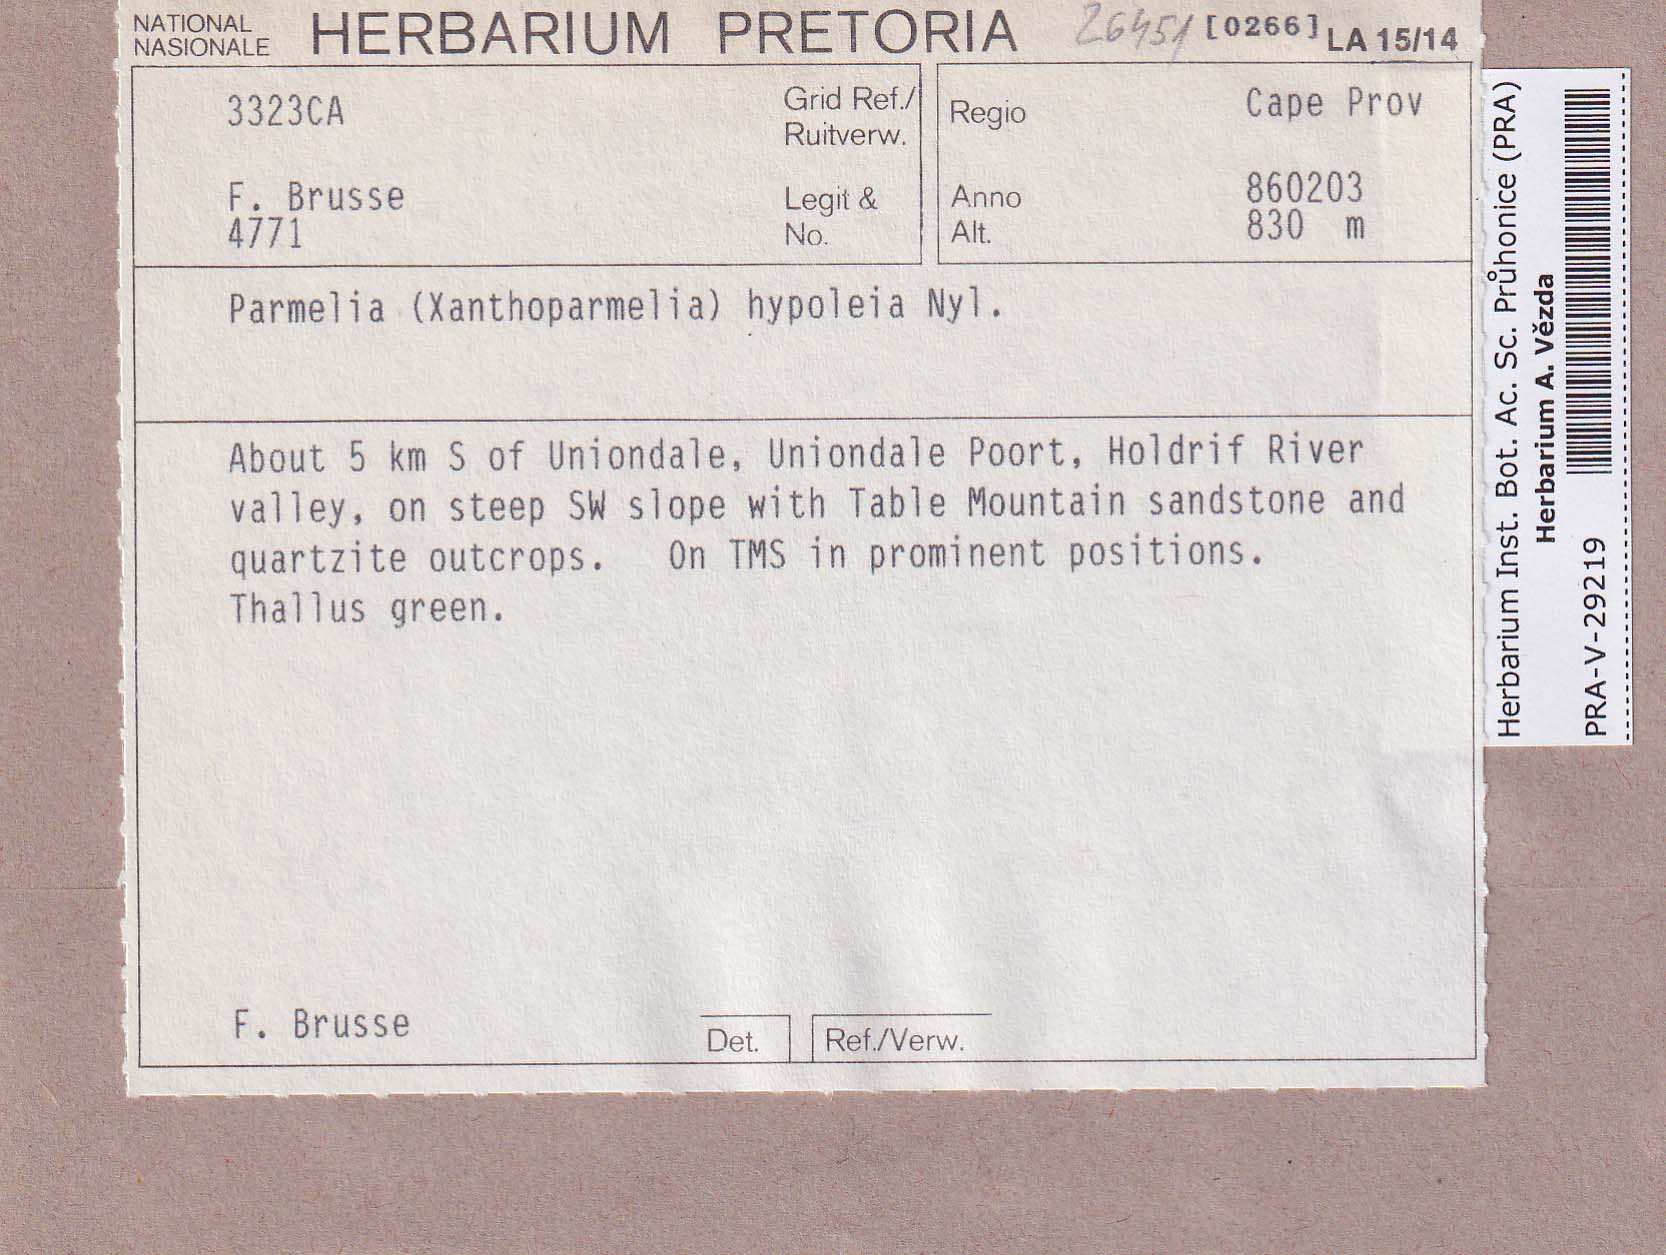 NATIONAL
NASIONALE
HERBARIUM PRETORIA
26451 [0266] LA 15/14
3323CA
Grid Ref./
Ruitverw.
Regio
Cape Prov
F. Brusse
4771
Legit &
No.
Anno
860203
Alt.
830 m
Parmelia (Xanthoparmelia) hypoleia Nyl.
About 5 km S of Uniondale, Uniondale Poort, Holdrif River
valley, on steep SW slope with Table Mountain sandstone and
quartzite outcrops. On TMS in prominent positions.
Thallus green.
F. Brusse
Det.
Ref./Verw.
Herbarium Inst. Bot. Ac. Sc. Průhonice (PRA)
Herbarium A. Vězda
PRA-V-29219